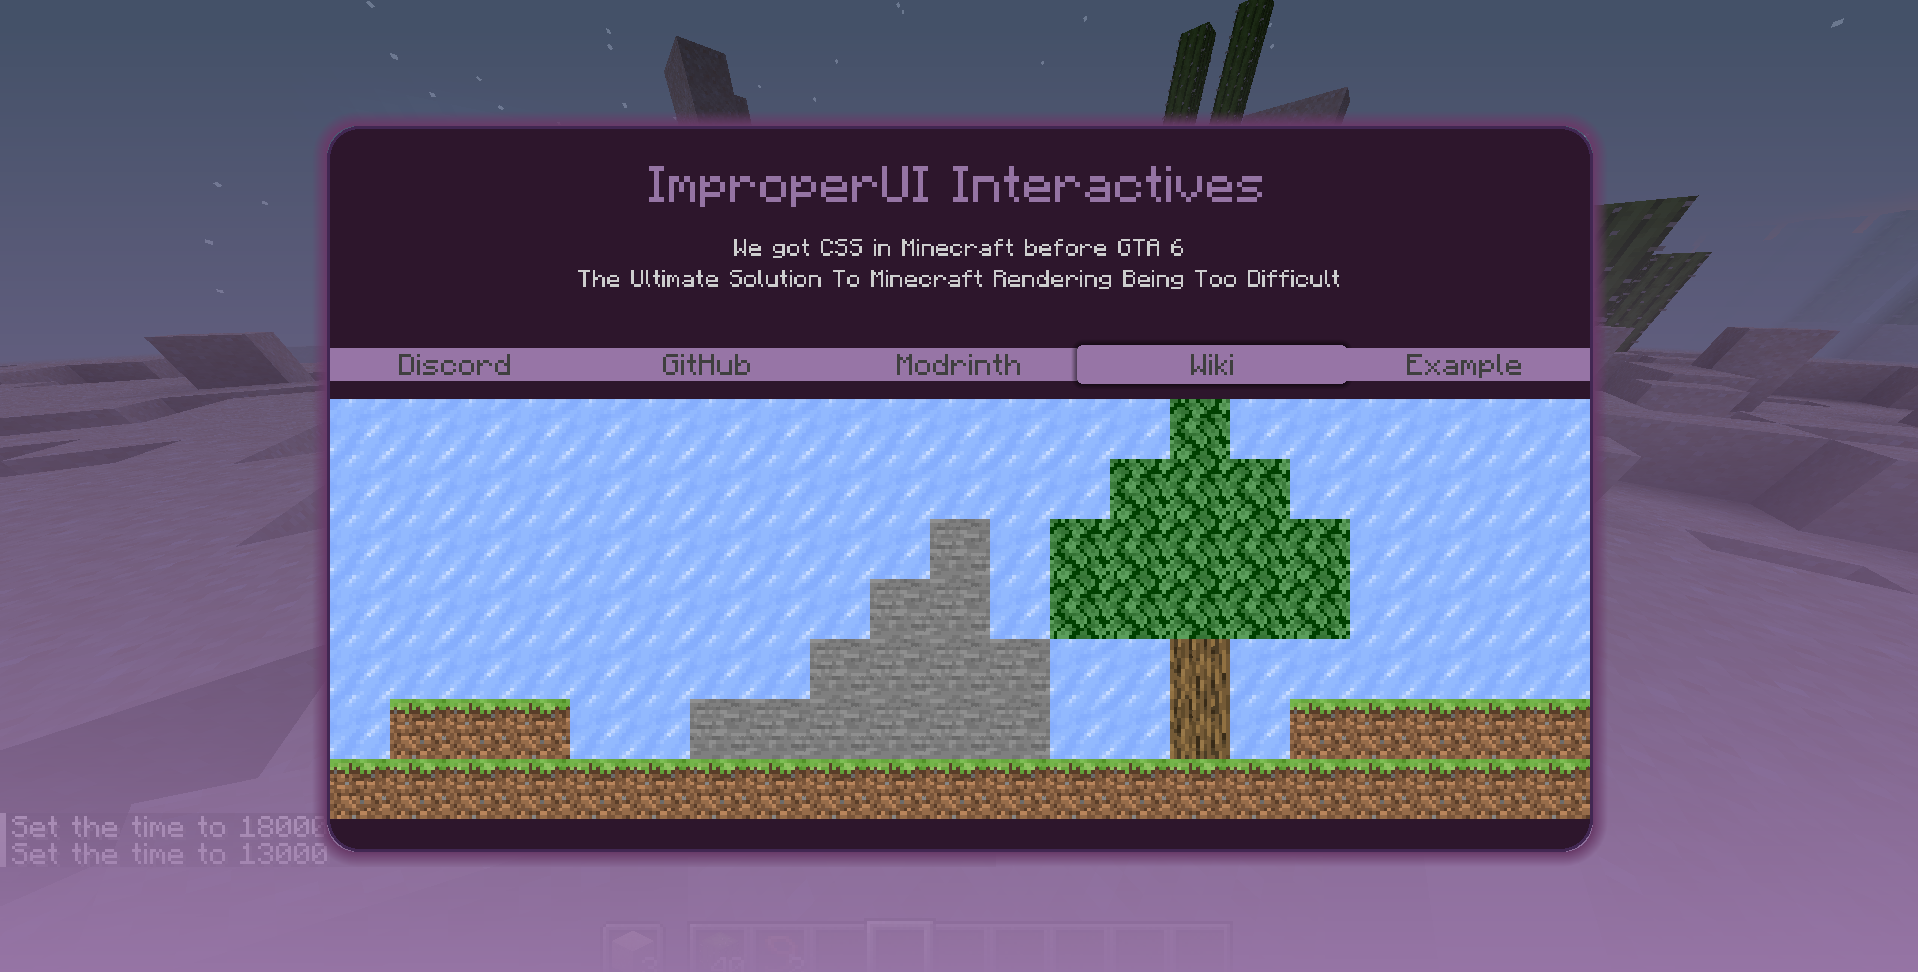 ImproperUI Interactives
We got CSS in Minecraft before GTA 6
The Ultimate Solution To Minecraft Rendering Being Too Difficult
Discord GitHub Modrinth Wiki Example
Set the time to 18000
Set the time to 13000